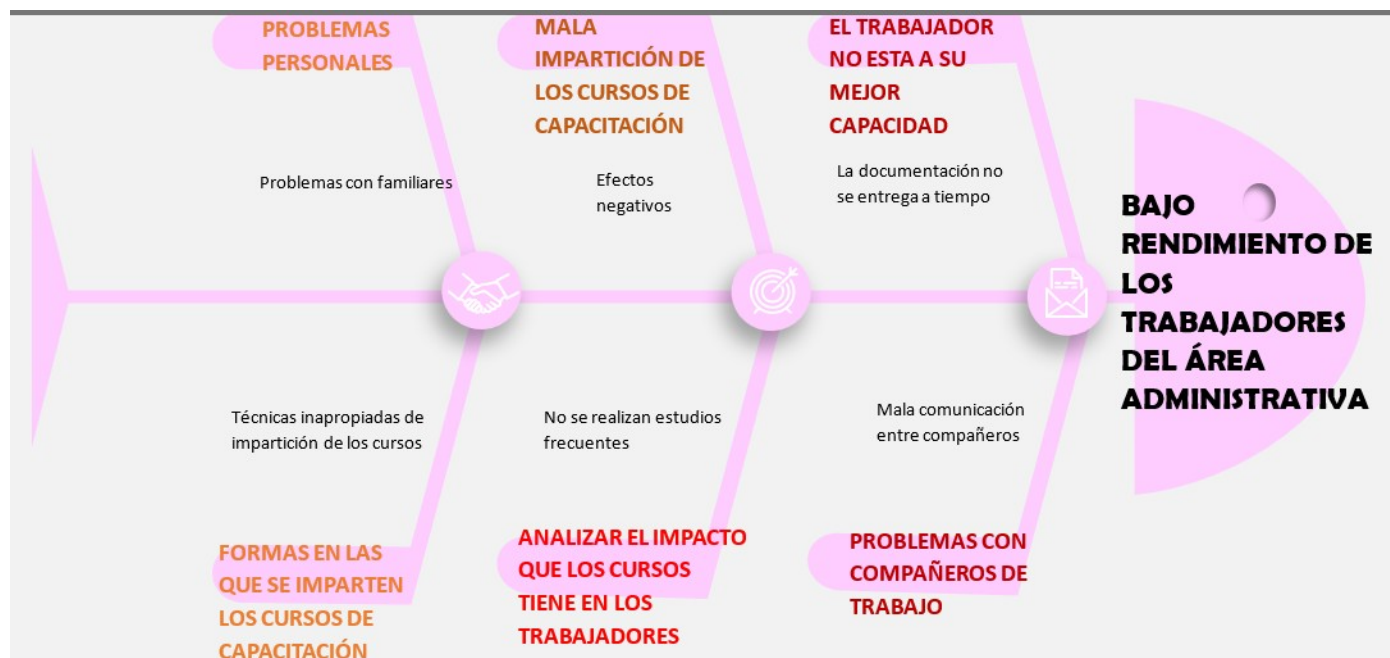 PROBLEMAS
PERSONALES
MALA
IMPARTICIÓN DE
LOS CURSOS DE
CAPACITACIÓN
EL TRABAJADOR
NO ESTA A SU
MEJOR
CAPACIDAD
Problemas con familiares
Efectos
negativos
La documentación no
se entrega a tiempo
BAJO
RENDIMIENTO DE
LOS
TRABAJADORES
DEL ÁREA
ADMINISTRATIVA
Técnicas inapropiadas de
impartición de los cursos
No se realizan estudios
frecuentes
Mala comunicación
entre compañeros
FORMAS EN LAS
QUE SE IMPARTEN
LOS CURSOS DE
CAPACITACIÓN
ANALIZAR EL IMPACTO
QUE LOS CURSOS
TIENE EN LOS
TRABAJADORES
PROBLEMAS CON
COMPAÑEROS DE
TRABAJO